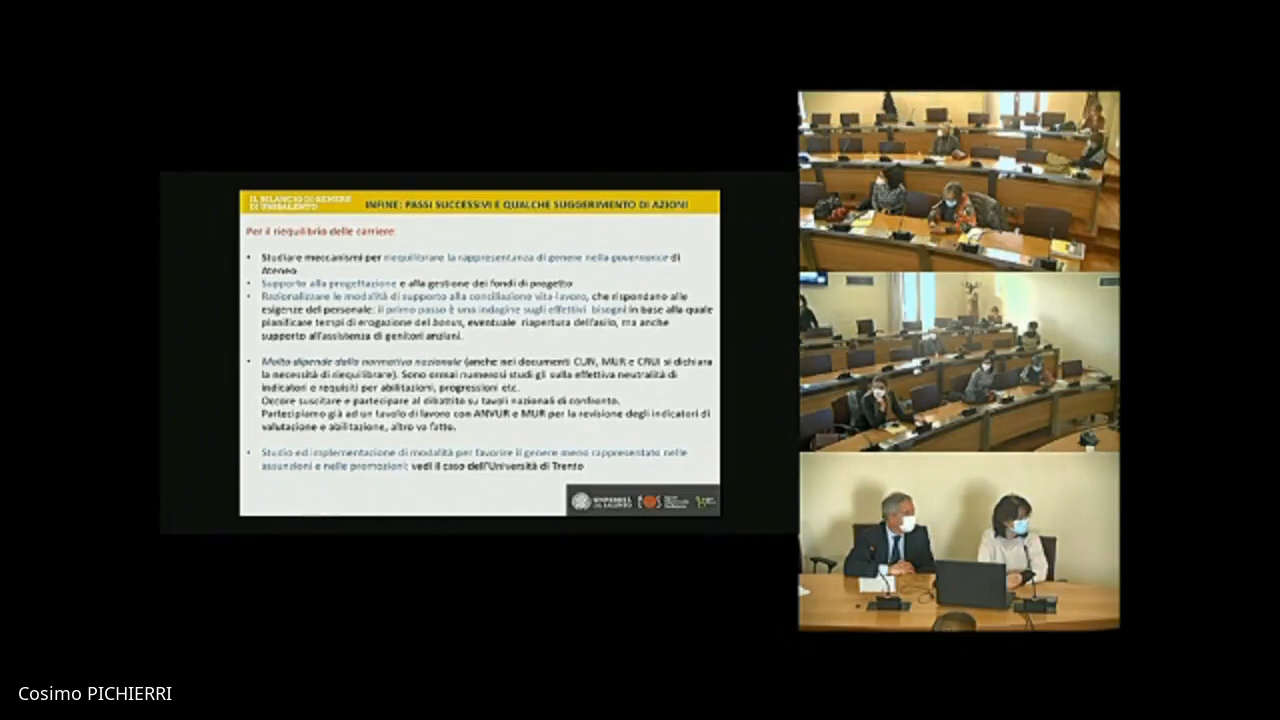 IL BILANCIO DI GENERE
DI UNISALENTO
INFINE: PASSI SUCCESSIVI E QUALCHE SUGGERIMENTO DI AZIONI
Per il riequilibrio delle carriere:
• Studiare meccanismi per riequilibrare la rappresentanza di genere nella governance di
Ateneo
• Supporto alla progettazione e alla gestione dei fondi di progetto
• Razionalizzare le modalità di supporto alla conciliazione vita-lavoro, che rispondano alle
esigenze del personale: il primo passo è una indagine sugli effettivi bisogni in base alla quale
pianificare tempi di erogazione del bonus, eventuale riapertura dell'asilo, ma anche
supporto all'assistenza di genitori anziani.
• Molto dipende dalla normativa nazionale (anche nei documenti CUN, MUR e CRUI si dichiara
la necessità di riequilibrare). Sono ormai numerosi studi gli sulla effettiva neutralità di
indicatori e requisiti per abilitazioni, progressioni etc.
Occore suscitare e partecipare al dibattito su tavoli nazionali di confronto.
Partecipiamo già ad un tavolo di lavoro con ANVUR e MUR per la revisione degli indicatori di
valutazione e abilitazione, altro va fatto.
• Studio ed implementazione di modalità per favorire il genere meno rappresentato nelle
assunzioni e nelle promozioni: vedi il caso dell'Università di Trento
UNIVERSITÀ
DEL SALENTO
Cosimo PICHIERRI